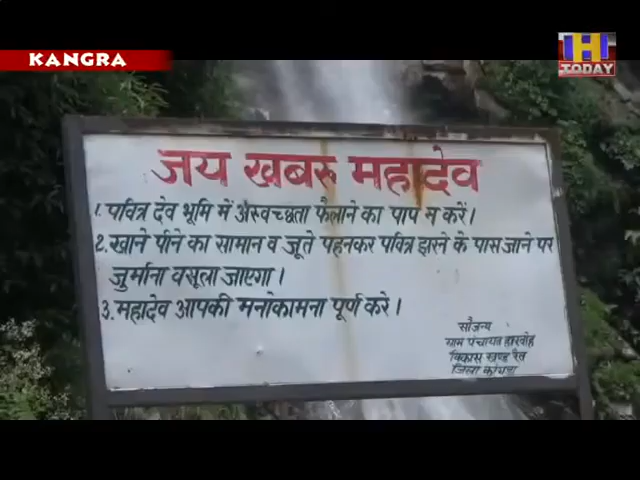 KANGRA
H
TODAY
जय खबरू महादेव
1. पवित्र देव भूमि में अस्वच्छता फैलाने का पाप न करें।
2. खाने पीने का सामान व जूते पहनकर पवित्र झरने के पास जाने पर
जुर्माना वसूला जाएगा।
3. महादेव आपकी मनोकामना पूर्ण करे।
सौजन्य
ग्राम पंचायत
विकास खण्ड रैत
जिला कांगड़ा